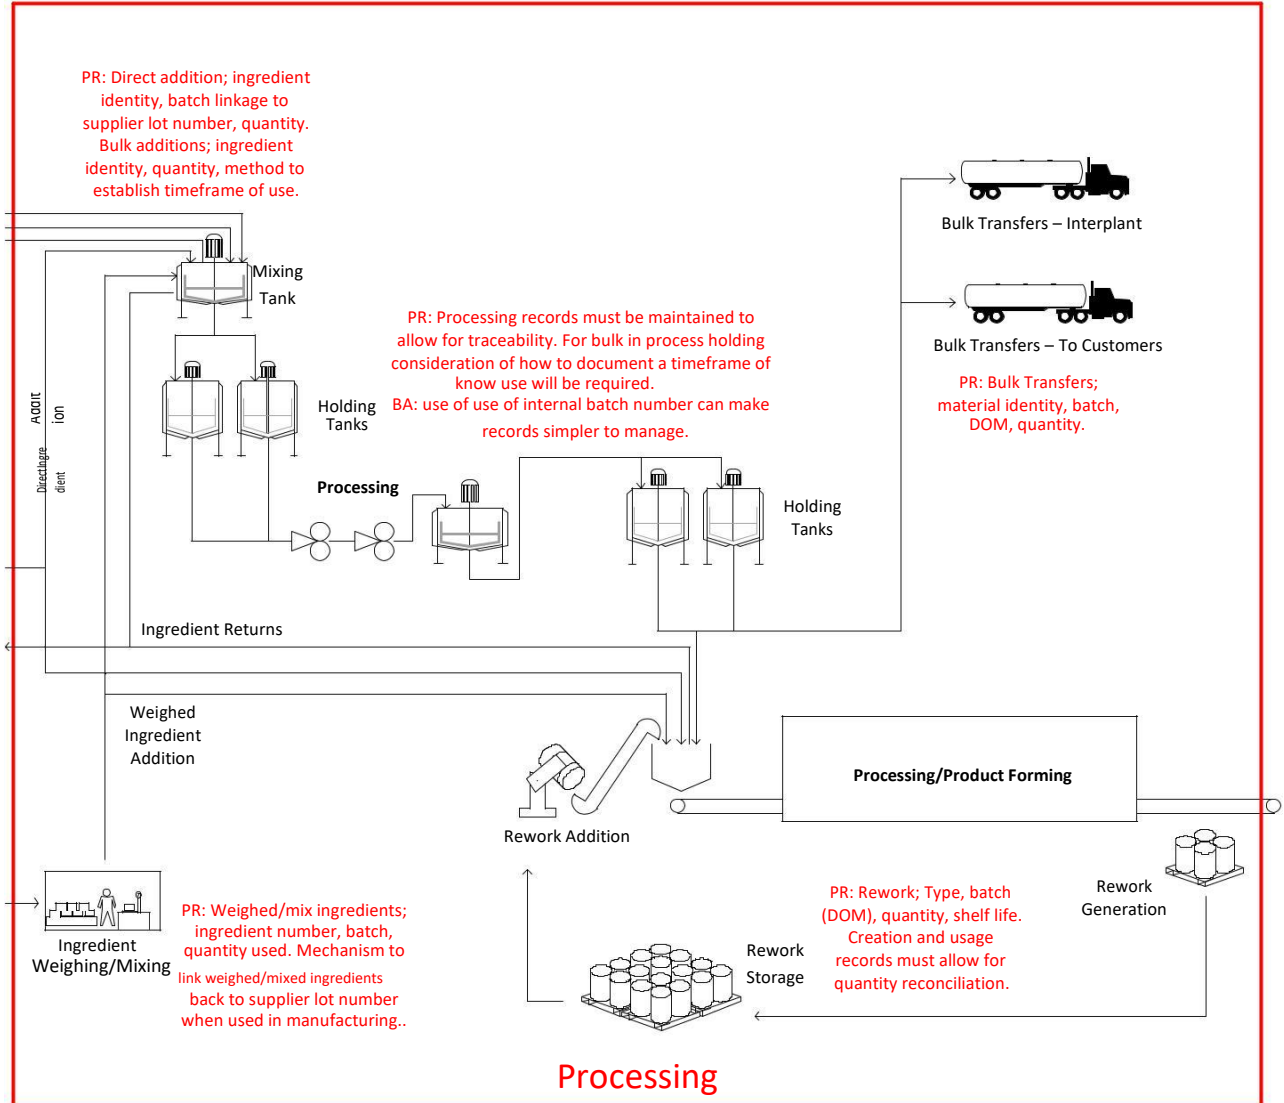 PR: Direct addition; ingredient
identity, batch linkage to
supplier lot number, quantity.
Bulk additions; ingredient
identity, quantity, method to
establish timeframe of use.
Bulk Transfers – Interplant
Mixing
Tank
PR: Processing records must be maintained to
allow for traceability. For bulk in process holding
consideration of how to document a timeframe of
know use will be required.
BA: use of use of internal batch number can make
records simpler to manage.
Bulk Transfers – To Customers
PR: Bulk Transfers;
material identity, batch,
DOM, quantity.
Holding
Tanks
DirectIngre
dient
Addit
ion
Processing
Holding
Tanks
Ingredient Returns
Weighed
Ingredient
Addition
Processing/Product Forming
Rework Addition
Rework
Generation
PR: Rework; Type, batch
(DOM), quantity, shelf life.
Creation and usage
records must allow for
quantity reconciliation.
Rework
Storage
Ingredient
Weighing/Mixing
PR: Weighed/mix ingredients;
ingredient number, batch,
quantity used. Mechanism to
link weighed/mixed ingredients
back to supplier lot number
when used in manufacturing..
Processing